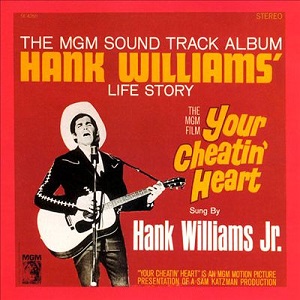 STEREO
THE MGM SOUND TRACK ALBUM
HANK WILLIAMS'
LIFE STORY
THE
MGM
FILM
Your
Cheatin'
Heart
Sung By
Hank Williams Jr.
MGM
"YOUR CHEATIN' HEART" IS AN MGM MOTION PICTURE
PRESENTATION OF A SAM KATZMAN PRODUCTION